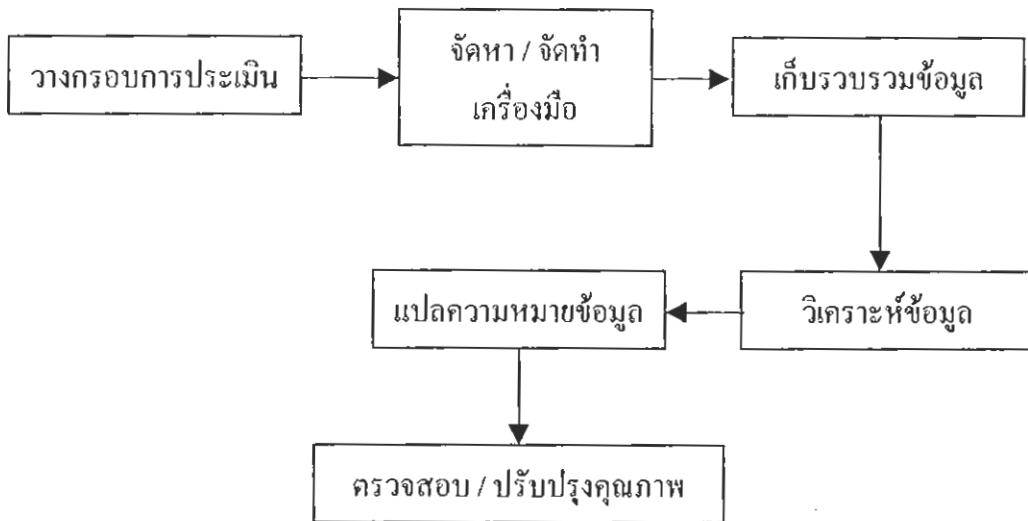 วางกรอบการประเมิน
จัดหา / จัดทำ
เครื่องมือ
เก็บรวบรวมข้อมูล
วิเคราะห์ข้อมูล
แปลความหมายข้อมูล
ตรวจสอบ / ปรับปรุงคุณภาพ